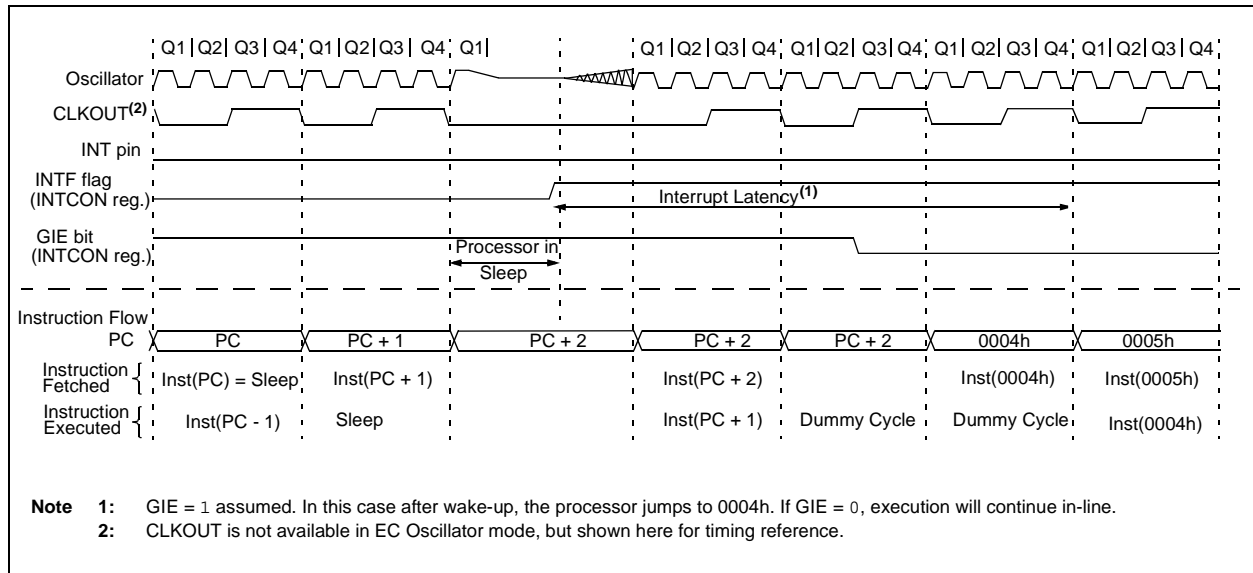 Q1 | Q2 | Q3 | Q4 | Q1 | Q2 | Q3 | Q4 | Q1 | Q1 | Q2 | Q3 | Q4 | Q1 | Q2 | Q3 | Q4 | Q1 | Q2 | Q3 | Q4 | Q1 | Q2 | Q3 | Q4
Oscillator
CLKOUT(2)
INT pin
INTF flag
(INTCON reg.)
Interrupt Latency(1)
GIE bit
(INTCON reg.)
Processor in
Sleep
Instruction Flow
PC PC PC + 1 PC + 2 PC + 2 PC + 2 0004h 0005h
Instruction
Fetched
Inst(PC) = Sleep Inst(PC + 1) Inst(PC + 2) Inst(0004h) Inst(0005h)
Instruction
Executed
Inst(PC - 1) Sleep Inst(PC + 1) Dummy Cycle Dummy Cycle Inst(0004h)
Note 1: GIE = 1 assumed. In this case after wake-up, the processor jumps to 0004h. If GIE = 0, execution will continue in-line.
2: CLKOUT is not available in EC Oscillator mode, but shown here for timing reference.